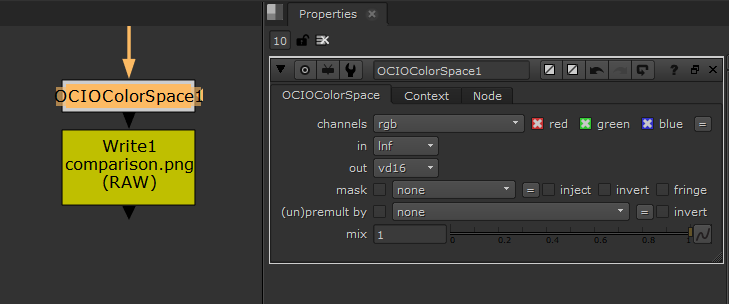 Properties
10
OCIOColorSpace1
OCIOColorSpace1
?
OCIOColorSpace Context Node
channels rgb red green blue =
Write1
comparison.png
(RAW)
in lnf
out vd16
mask none = inject invert fringe
(un)premult by none = invert
mix 1 0 0.2 0.4 0.6 0.8 1